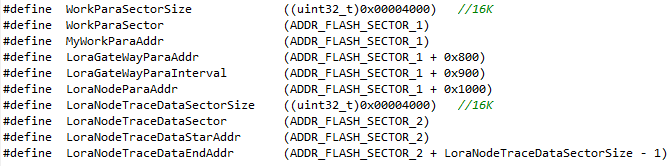 #define  WorkParaSectorSize          ((uint32_t)0x00004000)   //16K
#define  WorkParaSector              (ADDR_FLASH_SECTOR_1)
#define  MyWorkParaAddr              (ADDR_FLASH_SECTOR_1)
#define  LoraGateWayParaAddr         (ADDR_FLASH_SECTOR_1 + 0x800)
#define  LoraGateWayParaInterval     (ADDR_FLASH_SECTOR_1 + 0x900)
#define  LoraNodeParaAddr            (ADDR_FLASH_SECTOR_1 + 0x1000)
#define  LoraNodeTraceDataSectorSize ((uint32_t)0x00004000)   //16K
#define  LoraNodeTraceDataSector     (ADDR_FLASH_SECTOR_2)
#define  LoraNodeTraceDataStarAddr   (ADDR_FLASH_SECTOR_2)
#define  LoraNodeTraceDataEndAddr    (ADDR_FLASH_SECTOR_2 + LoraNodeTraceDataSectorSize - 1)